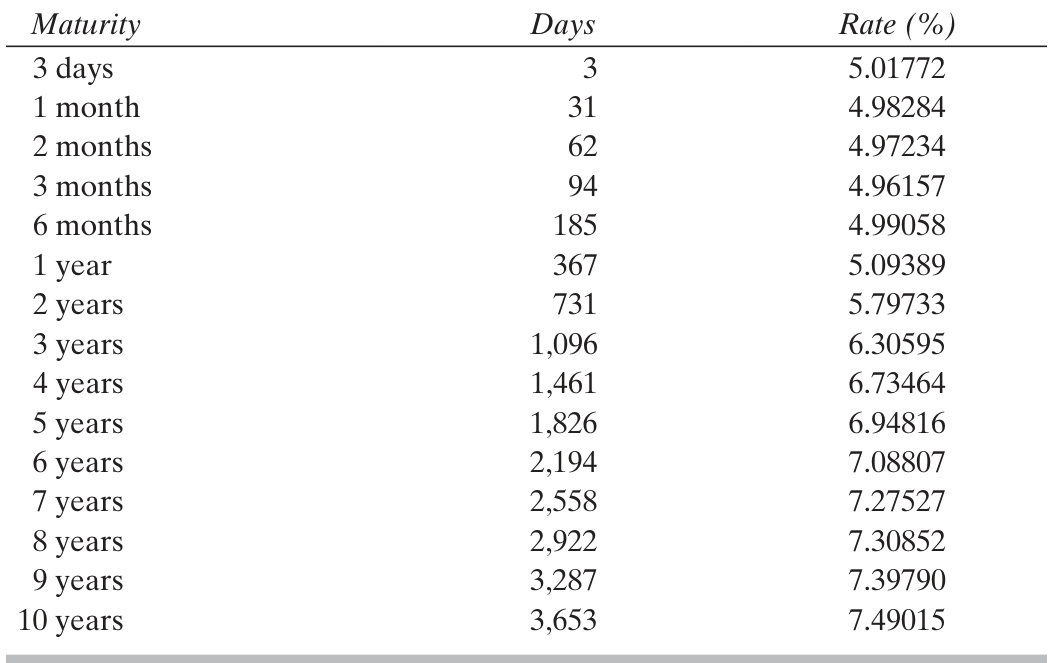 Maturity Days Rate (%)
3 days 3 5.01772
1 month 31 4.98284
2 months 62 4.97234
3 months 94 4.96157
6 months 185 4.99058
1 year 367 5.09389
2 years 731 5.79733
3 years 1,096 6.30595
4 years 1,461 6.73464
5 years 1,826 6.94816
6 years 2,194 7.08807
7 years 2,558 7.27527
8 years 2,922 7.30852
9 years 3,287 7.39790
10 years 3,653 7.49015